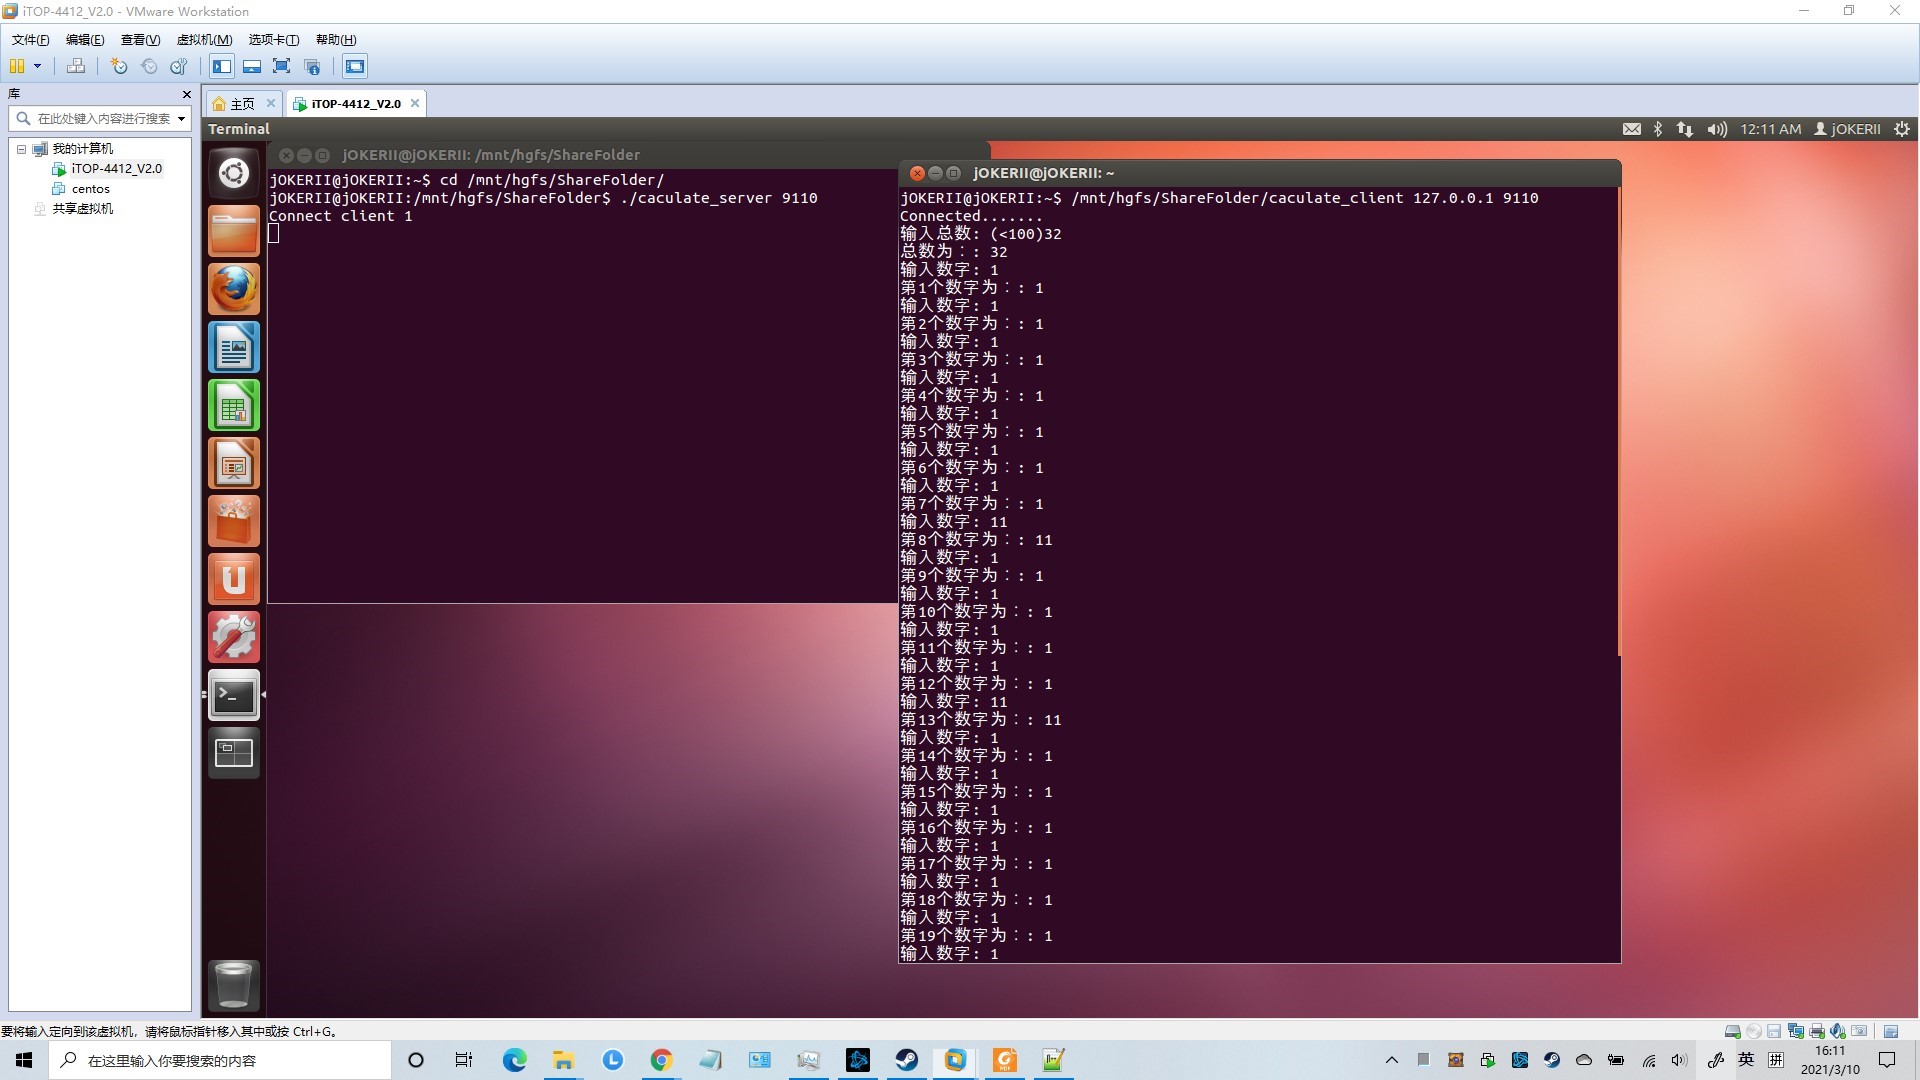 iTOP-4412_V2.0 - VMware Workstation
文件(F) 编辑(E) 查看(V) 虚拟机(M) 选项卡(T) 帮助(H)
库
在此处键入内容进行搜索
我的计算机
iTOP-4412_V2.0
centos
共享虚拟机
主页
iTOP-4412_V2.0
Terminal
12:11 AM jOKERII
jOKERII@jOKERII: /mnt/hgfs/ShareFolder
jOKERII@jOKERII:~$ cd /mnt/hgfs/ShareFolder/
jOKERII@jOKERII:/mnt/hgfs/ShareFolder$ ./caculate_server 9110
Connect client 1
jOKERII@jOKERII: ~
jOKERII@jOKERII:~$ /mnt/hgfs/ShareFolder/caculate_client 127.0.0.1 9110
Connected.......
输入总数: (<100)32
总数为:: 32
输入数字: 1
第1个数字为:: 1
输入数字: 1
第2个数字为:: 1
输入数字: 1
第3个数字为:: 1
输入数字: 1
第4个数字为:: 1
输入数字: 1
第5个数字为:: 1
输入数字: 1
第6个数字为:: 1
输入数字: 1
第7个数字为:: 1
输入数字: 11
第8个数字为:: 11
输入数字: 1
第9个数字为:: 1
输入数字: 1
第10个数字为:: 1
输入数字: 1
第11个数字为:: 1
输入数字: 1
第12个数字为:: 1
输入数字: 11
第13个数字为:: 11
输入数字: 1
第14个数字为:: 1
输入数字: 1
第15个数字为:: 1
输入数字: 1
第16个数字为:: 1
输入数字: 1
第17个数字为:: 1
输入数字: 1
第18个数字为:: 1
输入数字: 1
第19个数字为:: 1
输入数字: 1
要将输入定向到该虚拟机，请将鼠标指针移入其中或按 Ctrl+G。
在这里输入你要搜索的内容
英 拼
16:11
2021/3/10